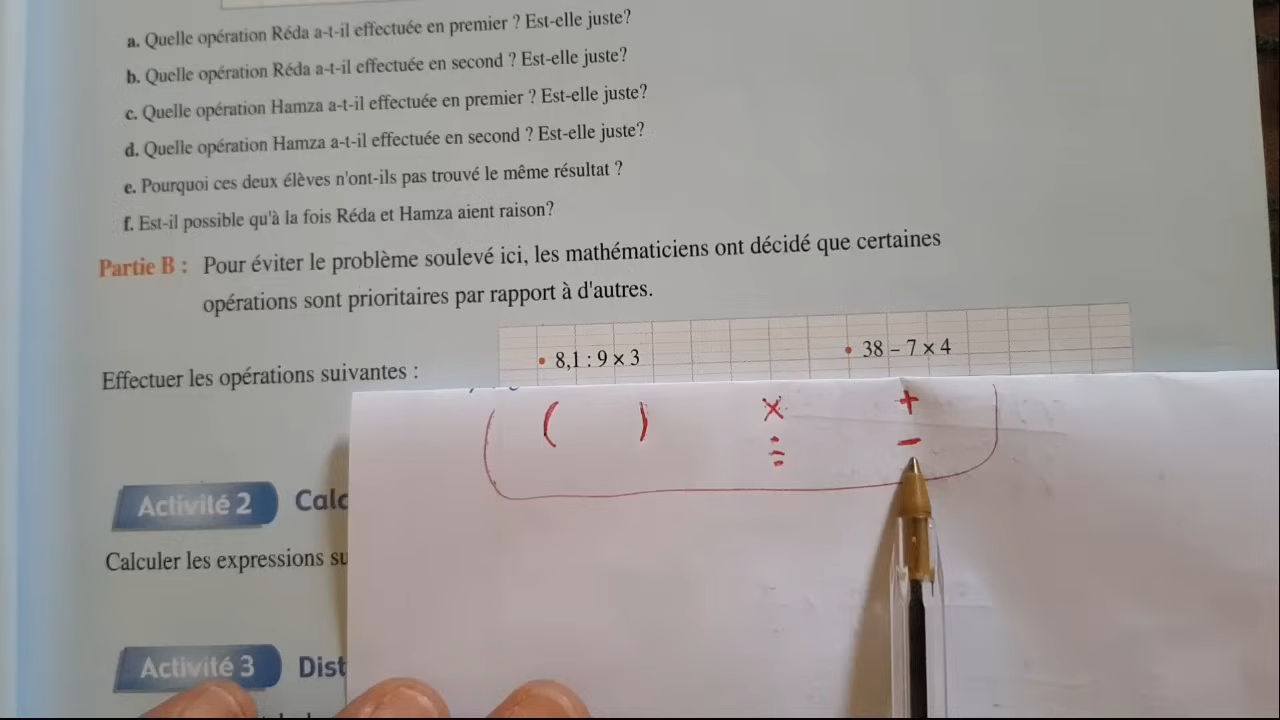 a. Quelle opération Réda a-t-il effectuée en premier ? Est-elle juste?
b. Quelle opération Réda a-t-il effectuée en second ? Est-elle juste?
c. Quelle opération Hamza a-t-il effectuée en premier ? Est-elle juste?
d. Quelle opération Hamza a-t-il effectuée en second ? Est-elle juste?
e. Pourquoi ces deux élèves n'ont-ils pas trouvé le même résultat ?
f. Est-il possible qu'à la fois Réda et Hamza aient raison?
Partie B : Pour éviter le problème soulevé ici, les mathématiciens ont décidé que certaines
opérations sont prioritaires par rapport à d'autres.
Effectuer les opérations suivantes :
• 8,1 : 9 × 3 • 38 – 7 × 4
( ) × +
÷ −
Activité 2 Calc
Calculer les expressions su
Activité 3 Dist